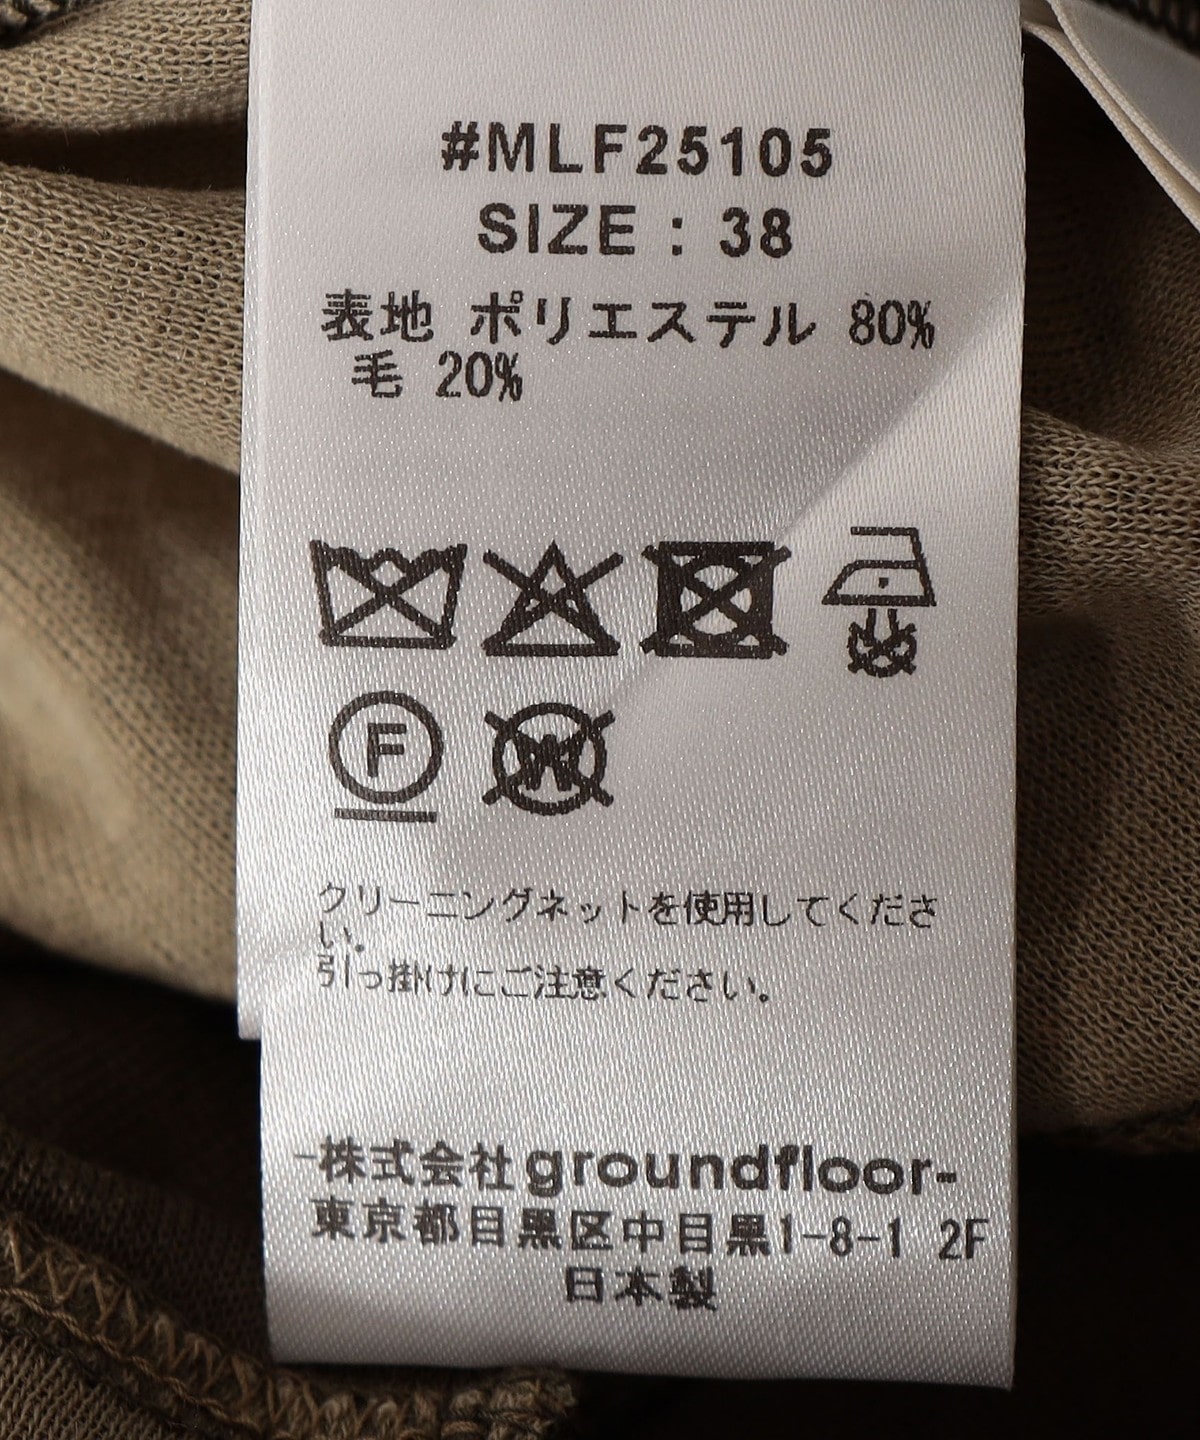 #MLF25105
SIZE : 38
表地 ポリエステル 80%
毛 20%
F
W
クリーニングネットを使用してくださ
い。
引っ掛けにご注意ください。
-株式会社groundfloor-
東京都目黒区中目黒1-8-1 2F
日本製